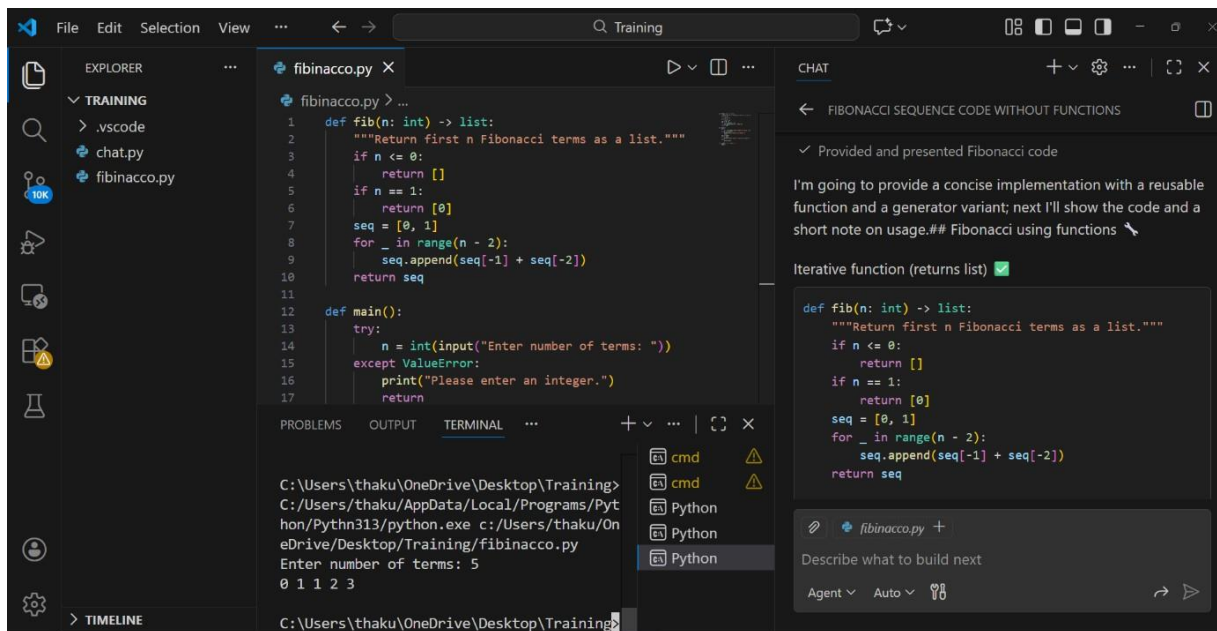 File Edit Selection View ... Training
EXPLORER ...
TRAINING
.vscode
chat.py
fibinacco.py
10K
TIMELINE
fibinacco.py
fibinacco.py > ...
1 def fib(n: int) -> list:
2 """Return first n Fibonacci terms as a list."""
3 if n <= 0:
4 return []
5 if n == 1:
6 return [0]
7 seq = [0, 1]
8 for _ in range(n - 2):
9 seq.append(seq[-1] + seq[-2])
10 return seq
11
12 def main():
13 try:
14 n = int(input("Enter number of terms: "))
15 except ValueError:
16 print("Please enter an integer.")
17 return
PROBLEMS OUTPUT TERMINAL ...
C:\Users\thaku\OneDrive\Desktop\Training>
C:/Users/thaku/AppData/Local/Programs/Pyt
hon/Pythn313/python.exe c:/Users/thaku/On
eDrive/Desktop/Training/fibinacco.py
Enter number of terms: 5
0 1 1 2 3
C:\Users\thaku\OneDrive\Desktop\Training>
cmd
cmd
Python
Python
Python
CHAT
FIBONACCI SEQUENCE CODE WITHOUT FUNCTIONS
✓ Provided and presented Fibonacci code
I'm going to provide a concise implementation with a reusable
function and a generator variant; next I'll show the code and a
short note on usage.## Fibonacci using functions 🔧
Iterative function (returns list) ✅
def fib(n: int) -> list:
"""Return first n Fibonacci terms as a list."""
if n <= 0:
return []
if n == 1:
return [0]
seq = [0, 1]
for _ in range(n - 2):
seq.append(seq[-1] + seq[-2])
return seq
fibinacco.py +
Describe what to build next
Agent Auto